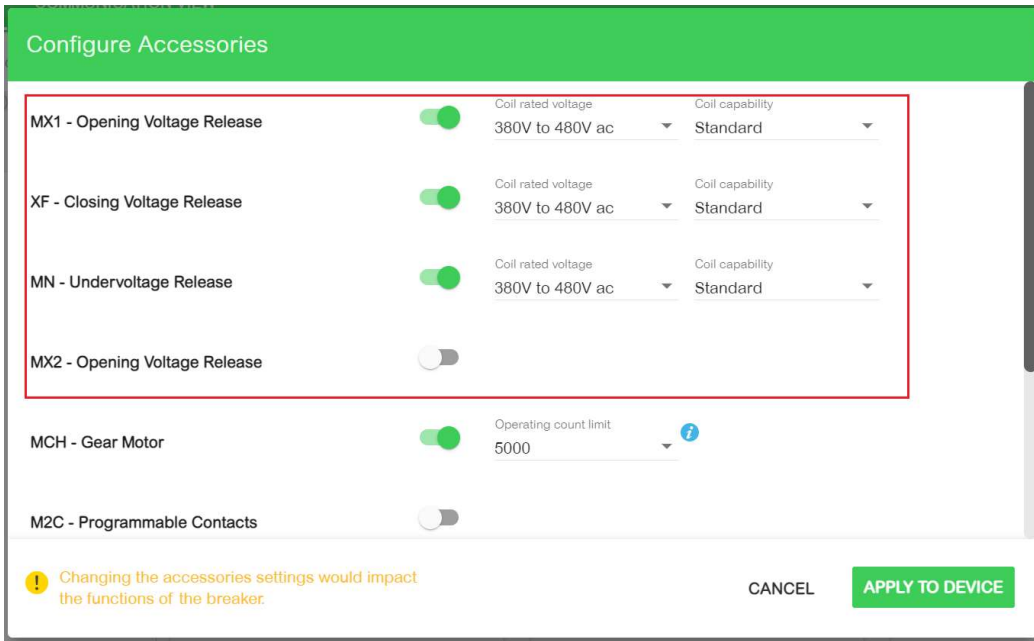 COMMUNICATION VIEW
Configure Accessories
MX1 - Opening Voltage Release
Coil rated voltage
380V to 480V ac
Coil capability
Standard
XF - Closing Voltage Release
Coil rated voltage
380V to 480V ac
Coil capability
Standard
MN - Undervoltage Release
Coil rated voltage
380V to 480V ac
Coil capability
Standard
MX2 - Opening Voltage Release
MCH - Gear Motor
Operating count limit
5000
i
M2C - Programmable Contacts
!
Changing the accessories settings would impact
the functions of the breaker.
CANCEL
APPLY TO DEVICE